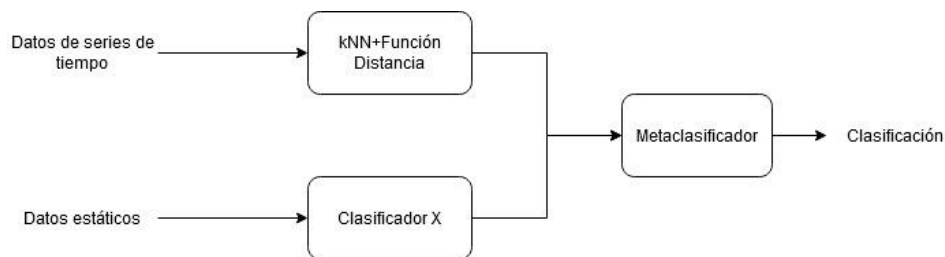 Datos de series de
tiempo
kNN+Función
Distancia
Metaclasificador
Clasificación
Datos estáticos
Clasificador X